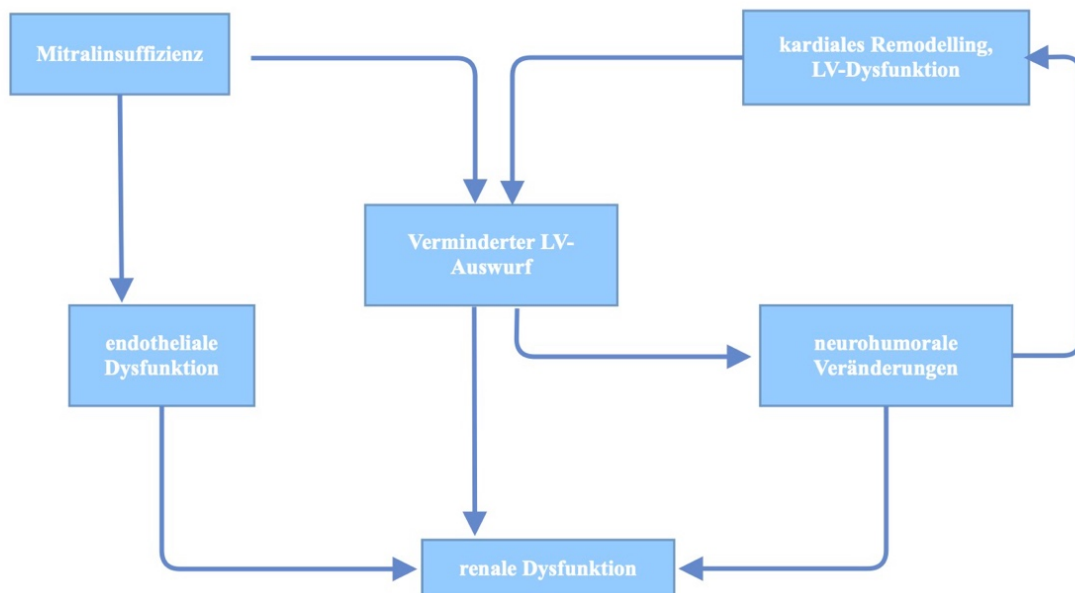 Mitralinsuffizienz
kardiales Remodelling,
LV-Dysfunktion
Verminderter LV-
Auswurf
endotheliale
Dysfunktion
neurohumorale
Veränderungen
renale Dysfunktion